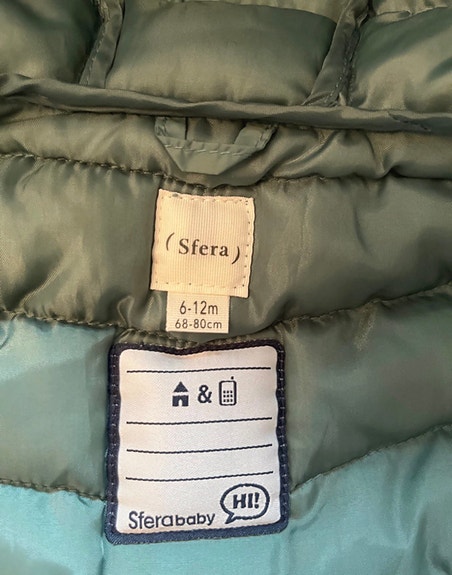 ( Sfera )
6-12m
68-80cm
&
Sferababy HI!